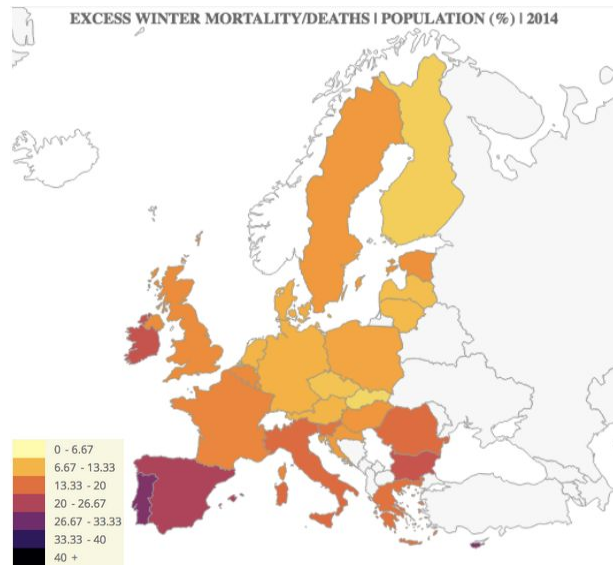 EXCESS WINTER MORTALITY/DEATHS | POPULATION (%) | 2014
0 - 6.67
6.67 - 13.33
13.33 - 20
20 - 26.67
26.67 - 33.33
33.33 - 40
40 +